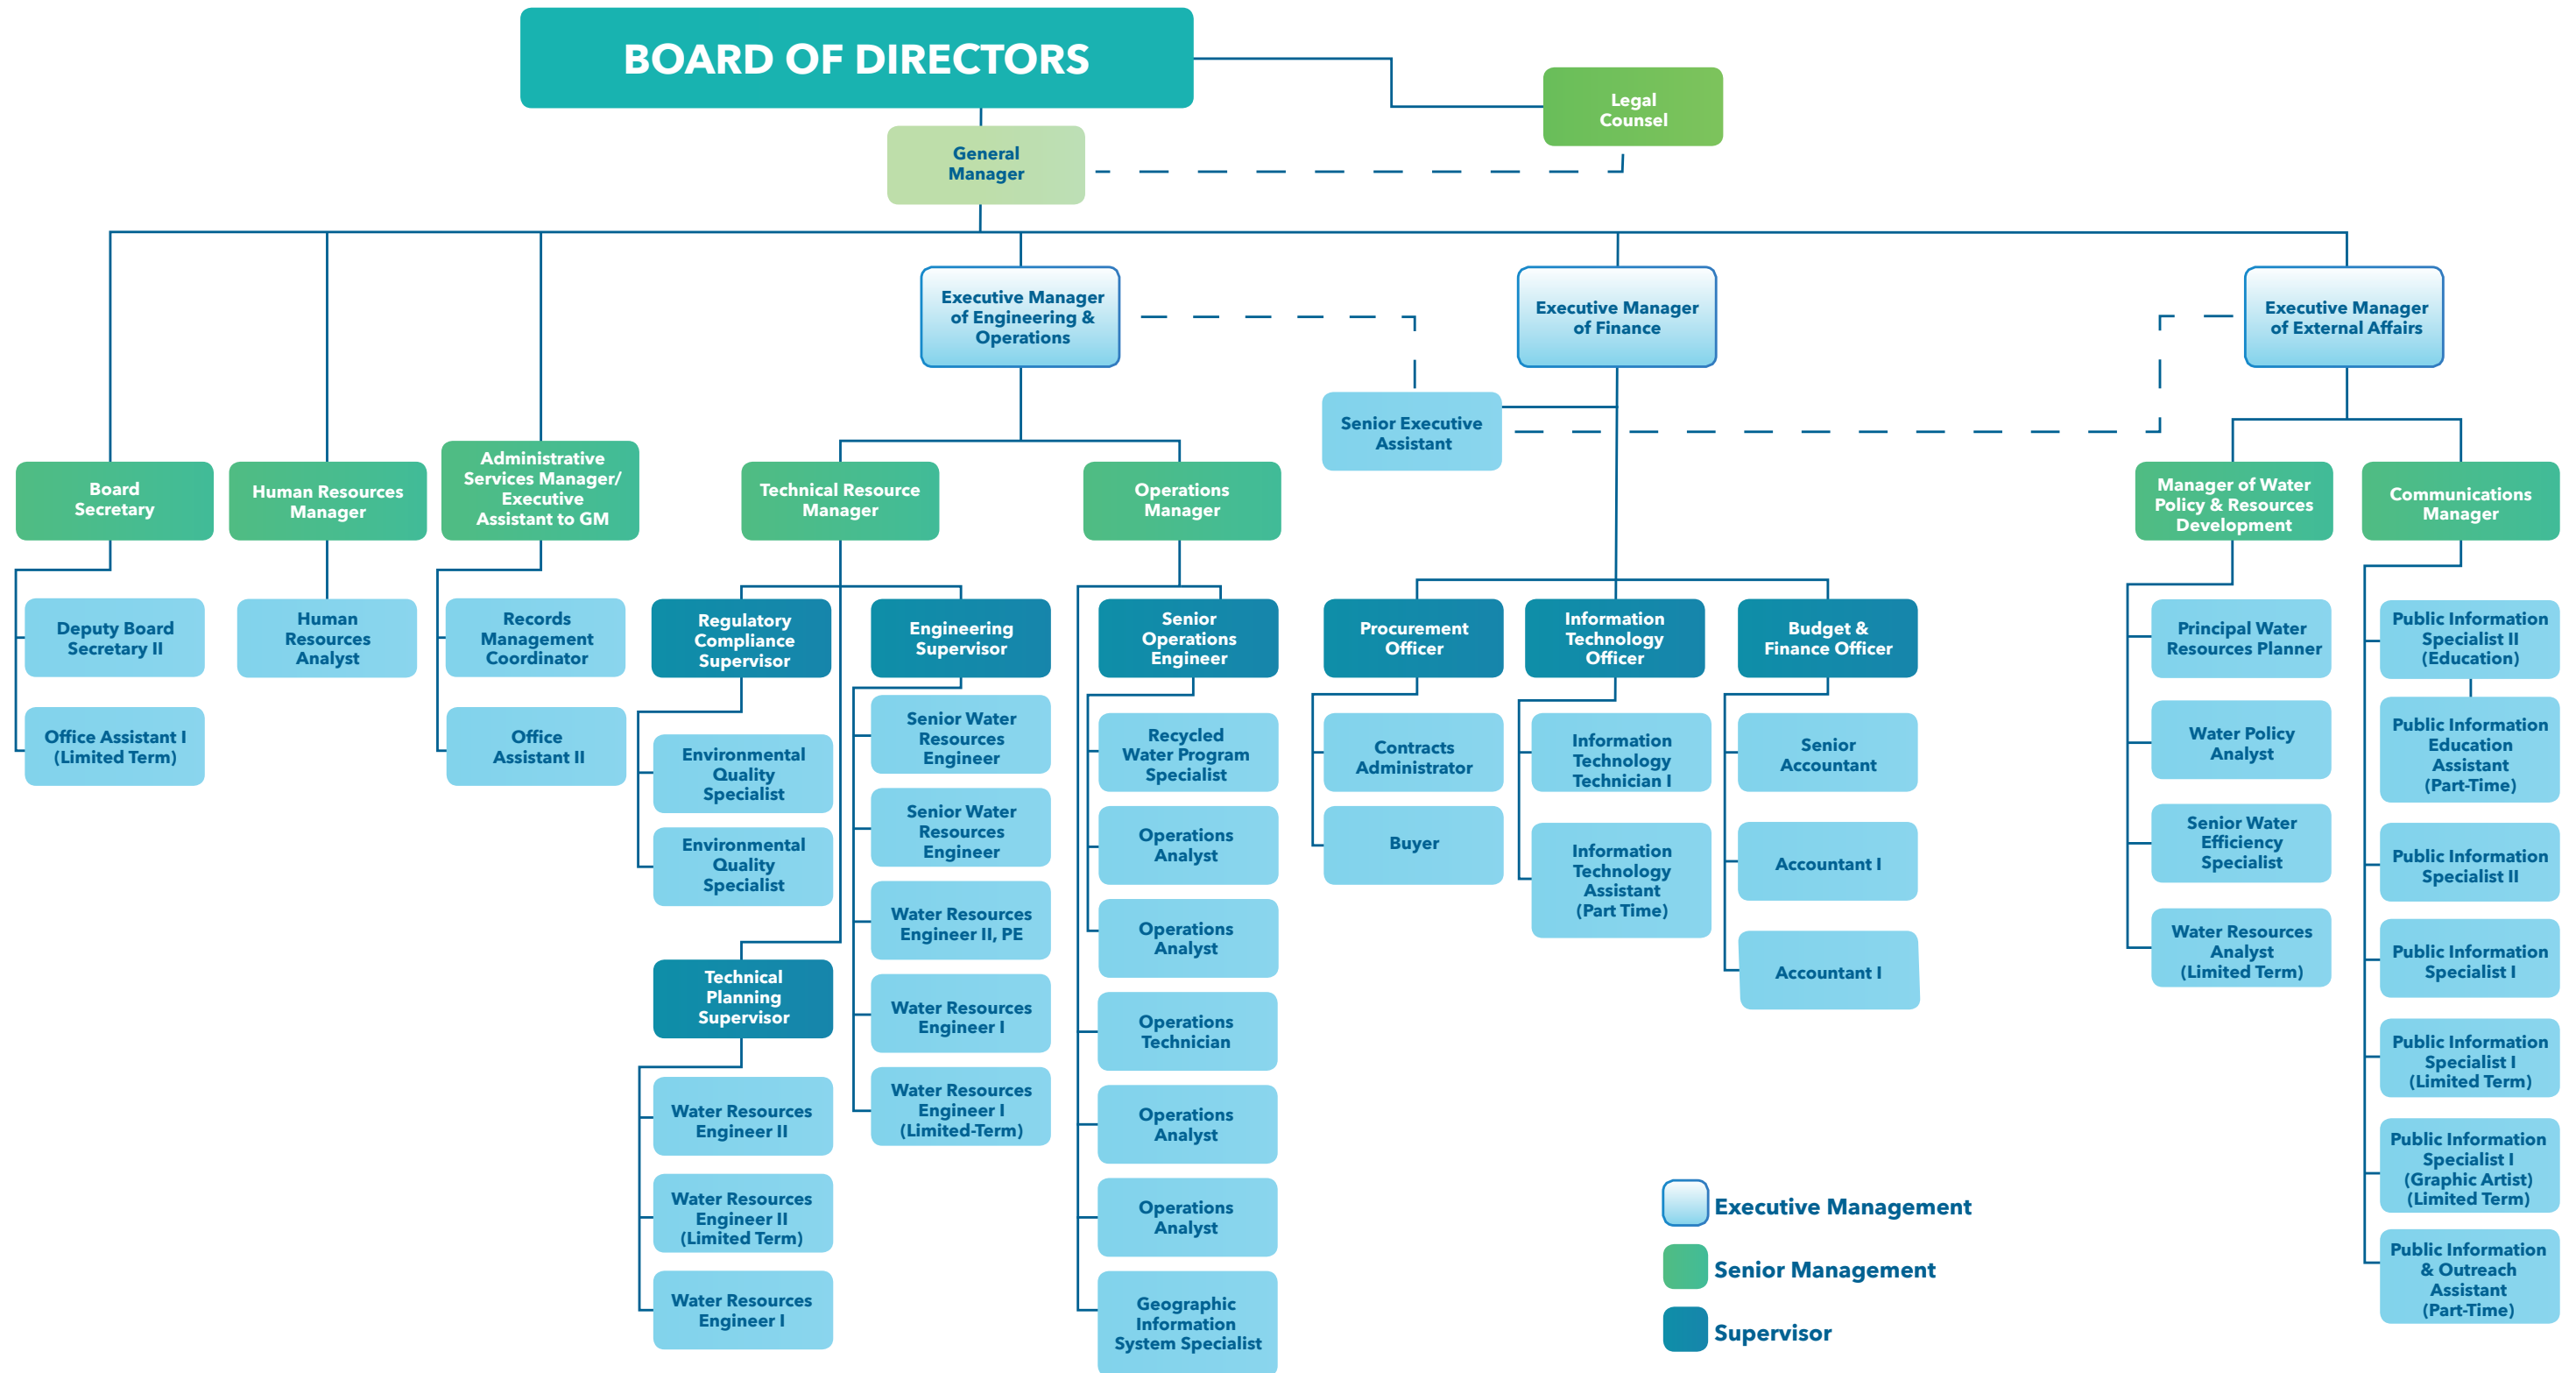 BOARD OF DIRECTORS
Legal
Counsel
General
Manager
Executive Manager
of Engineering &
Operations
Executive Manager
of Finance
Executive Manager
of External Affairs
Senior Executive
Assistant
Board
Secretary
Human Resources
Manager
Administrative
Services Manager/
Executive
Assistant to GM
Technical Resource
Manager
Operations
Manager
Manager of Water
Policy & Resources
Development
Communications
Manager
Deputy Board
Secretary II
Office Assistant I
(Limited Term)
Human
Resources
Analyst
Records
Management
Coordinator
Office
Assistant II
Regulatory
Compliance
Supervisor
Environmental
Quality
Specialist
Environmental
Quality
Specialist
Technical
Planning
Supervisor
Water Resources
Engineer II
Water Resources
Engineer II
(Limited Term)
Water Resources
Engineer I
Engineering
Supervisor
Senior Water
Resources
Engineer
Senior Water
Resources
Engineer
Water Resources
Engineer II, PE
Water Resources
Engineer I
Water Resources
Engineer I
(Limited-Term)
Senior
Operations
Engineer
Recycled
Water Program
Specialist
Operations
Analyst
Operations
Analyst
Operations
Technician
Operations
Analyst
Operations
Analyst
Geographic
Information
System Specialist
Procurement
Officer
Contracts
Administrator
Buyer
Information
Technology
Officer
Information
Technology
Technician I
Information
Technology
Assistant
(Part Time)
Budget &
Finance Officer
Senior
Accountant
Accountant I
Accountant I
Principal Water
Resources Planner
Water Policy
Analyst
Senior Water
Efficiency
Specialist
Water Resources
Analyst
(Limited Term)
Public Information
Specialist II
(Education)
Public Information
Education
Assistant
(Part-Time)
Public Information
Specialist II
Public Information
Specialist I
Public Information
Specialist I
(Limited Term)
Public Information
Specialist I
(Graphic Artist)
(Limited Term)
Public Information
& Outreach
Assistant
(Part-Time)
Executive Management
Senior Management
Supervisor